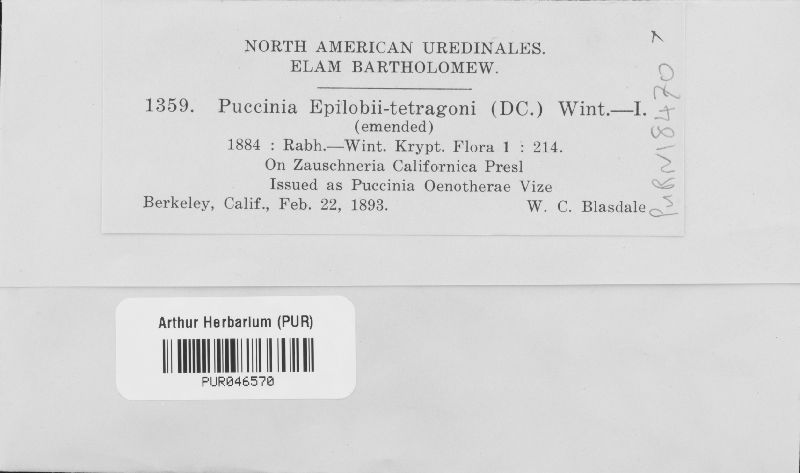 NORTH AMERICAN UREDINALES.
ELAM BARTHOLOMEW.
1359. Puccinia Epilobii-tetragoni (DC.) Wint.—I.
(emended)
1884 : Rabh.—Wint. Krypt. Flora 1 : 214.
On Zauschneria Californica Presl
Issued as Puccinia Oenotherae Vize
Berkeley, Calif., Feb. 22, 1893. W. C. Blasdale
PURN18470
Arthur Herbarium (PUR)
PUR046570